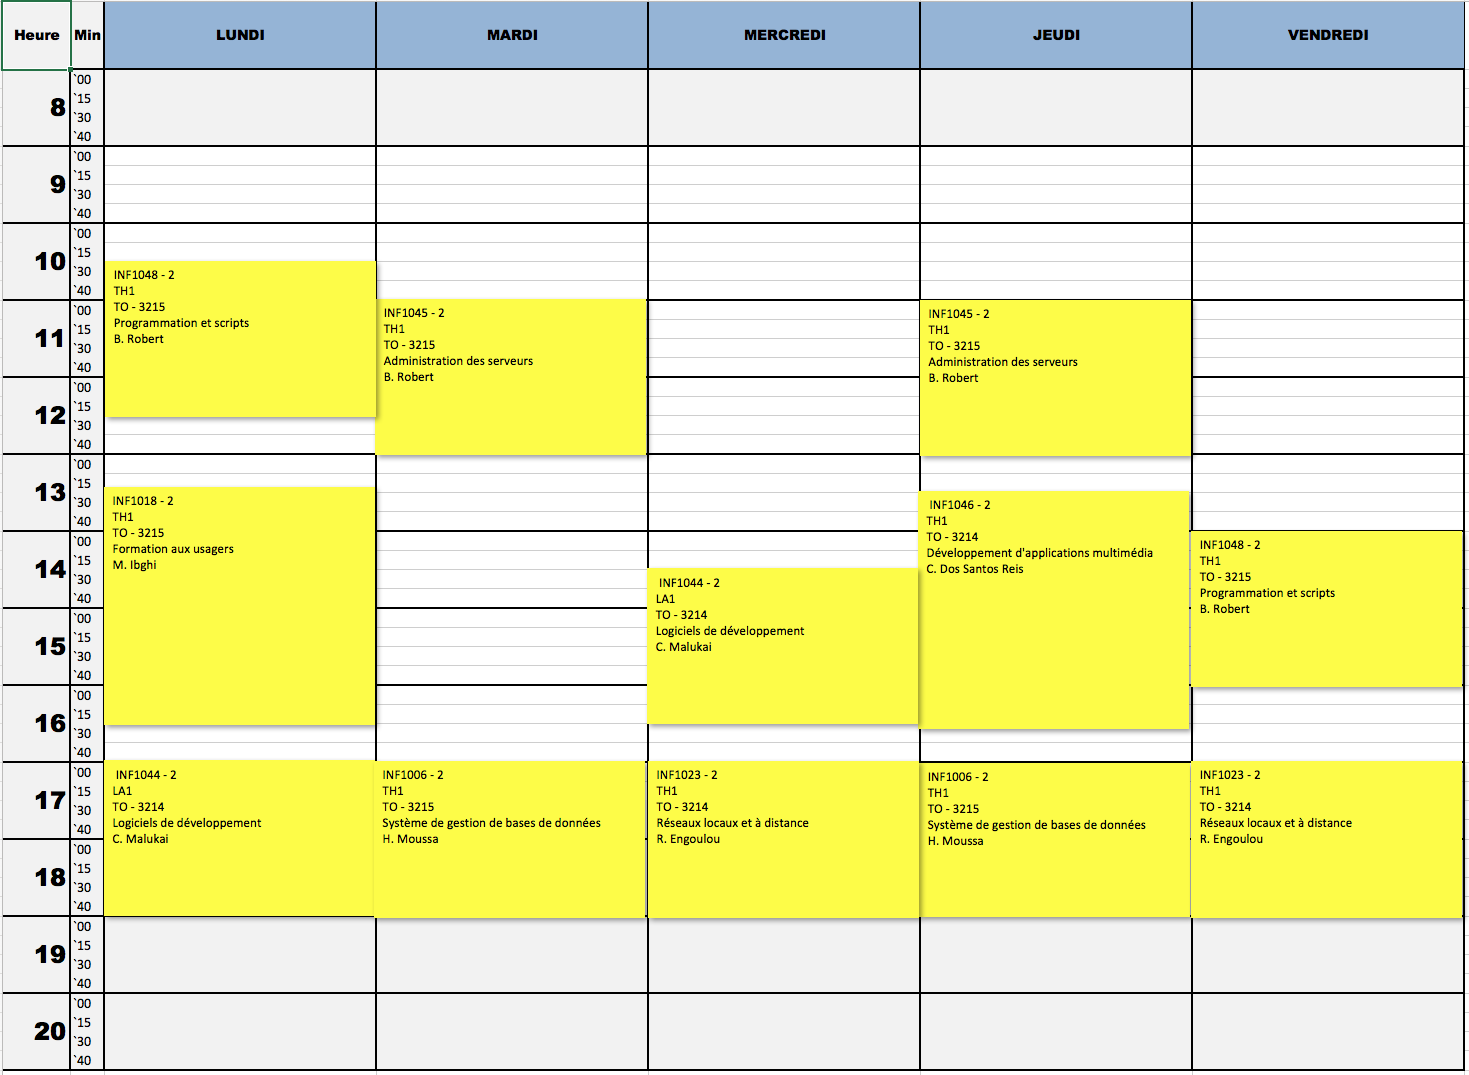 Heure Min LUNDI MARDI MERCREDI JEUDI VENDREDI
8
`00
`15
`30
`40
9
`00
`15
`30
`40
10
`00
`15
`30
`40
11
`00
`15
`30
`40
12
`00
`15
`30
`40
13
`00
`15
`30
`40
14
`00
`15
`30
`40
15
`00
`15
`30
`40
16
`00
`15
`30
`40
17
`00
`15
`30
`40
18
`00
`15
`30
`40
19
`00
`15
`30
`40
20
`00
`15
`30
`40
INF1048 - 2
TH1
TO - 3215
Programmation et scripts
B. Robert
INF1018 - 2
TH1
TO - 3215
Formation aux usagers
M. Ibghi
INF1044 - 2
LA1
TO - 3214
Logiciels de développement
C. Malukai
INF1045 - 2
TH1
TO - 3215
Administration des serveurs
B. Robert
INF1006 - 2
TH1
TO - 3215
Système de gestion de bases de données
H. Moussa
INF1044 - 2
LA1
TO - 3214
Logiciels de développement
C. Malukai
INF1023 - 2
TH1
TO - 3214
Réseaux locaux et à distance
R. Engoulou
INF1045 - 2
TH1
TO - 3215
Administration des serveurs
B. Robert
INF1046 - 2
TH1
TO - 3214
Développement d'applications multimédia
C. Dos Santos Reis
INF1006 - 2
TH1
TO - 3215
Système de gestion de bases de données
H. Moussa
INF1048 - 2
TH1
TO - 3215
Programmation et scripts
B. Robert
INF1023 - 2
TH1
TO - 3214
Réseaux locaux et à distance
R. Engoulou